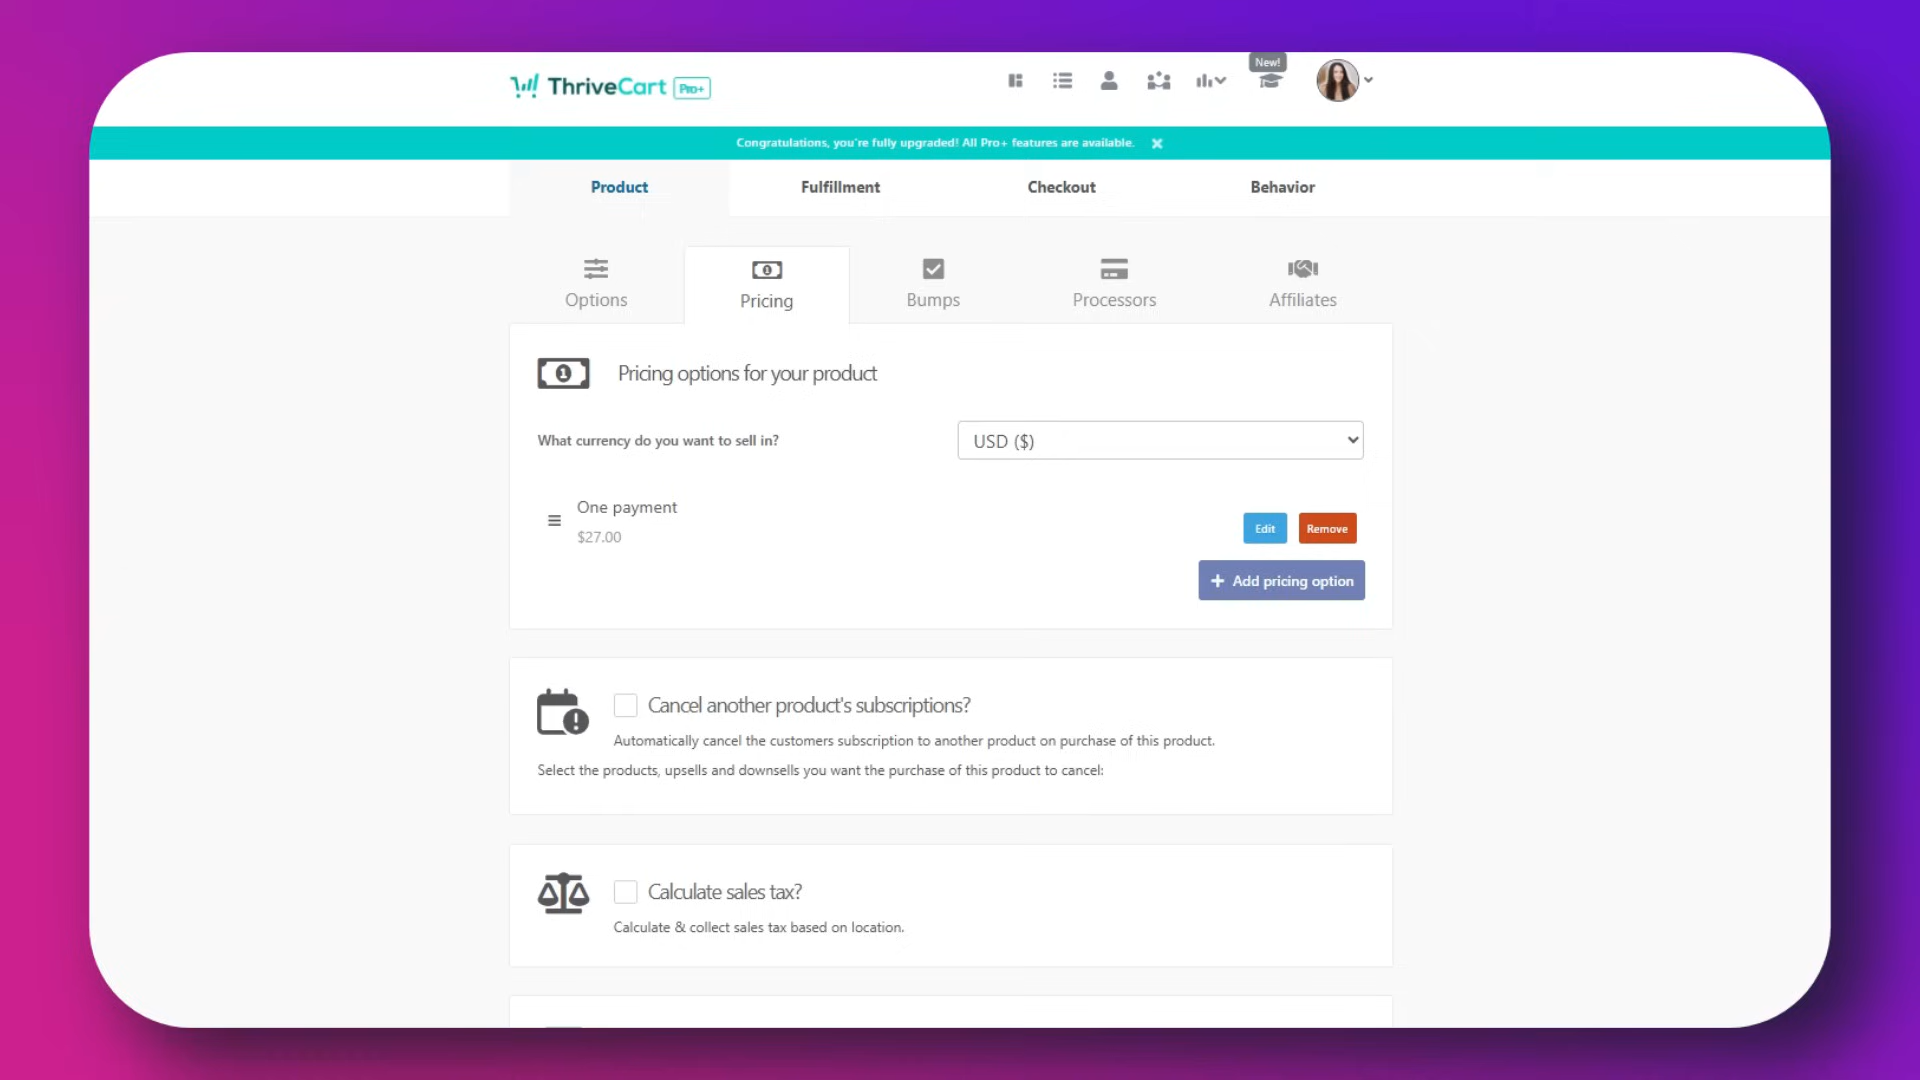 ThriveCart Pro+
New!
Congratulations, you're fully upgraded! All Pro+ features are available.
Product
Fulfillment
Checkout
Behavior
Options
Pricing
Bumps
Processors
Affiliates
Pricing options for your product
What currency do you want to sell in?
USD ($)
One payment
$27.00
Edit
Remove
+ Add pricing option
Cancel another product's subscriptions?
Automatically cancel the customers subscription to another product on purchase of this product.
Select the products, upsells and downsells you want the purchase of this product to cancel:
Calculate sales tax?
Calculate & collect sales tax based on location.